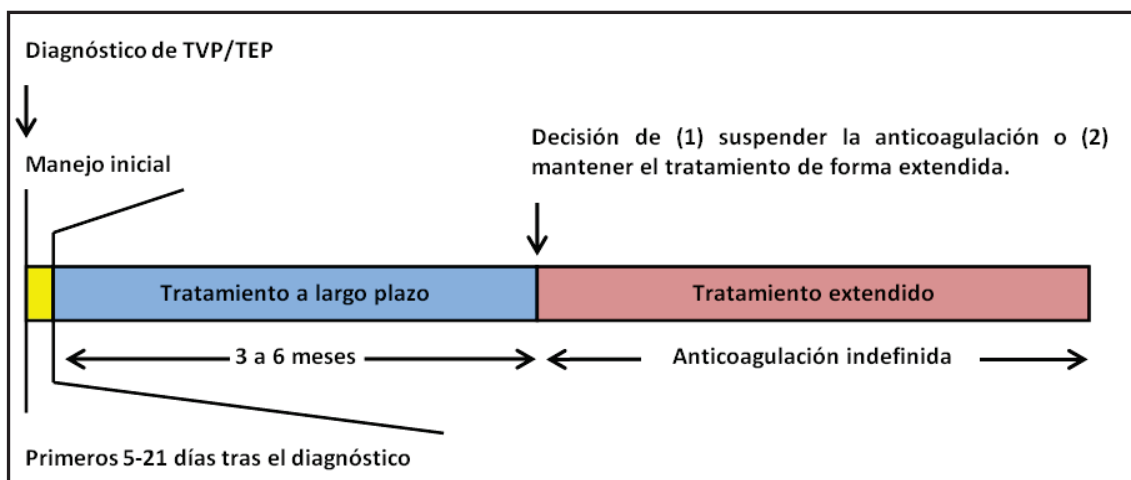 Diagnóstico de TVP/TEP
Manejo inicial
Decisión de (1) suspender la anticoagulación o (2)
mantener el tratamiento de forma extendida.
Tratamiento a largo plazo
Tratamiento extendido
3 a 6 meses
Anticoagulación indefinida
Primeros 5-21 días tras el diagnóstico